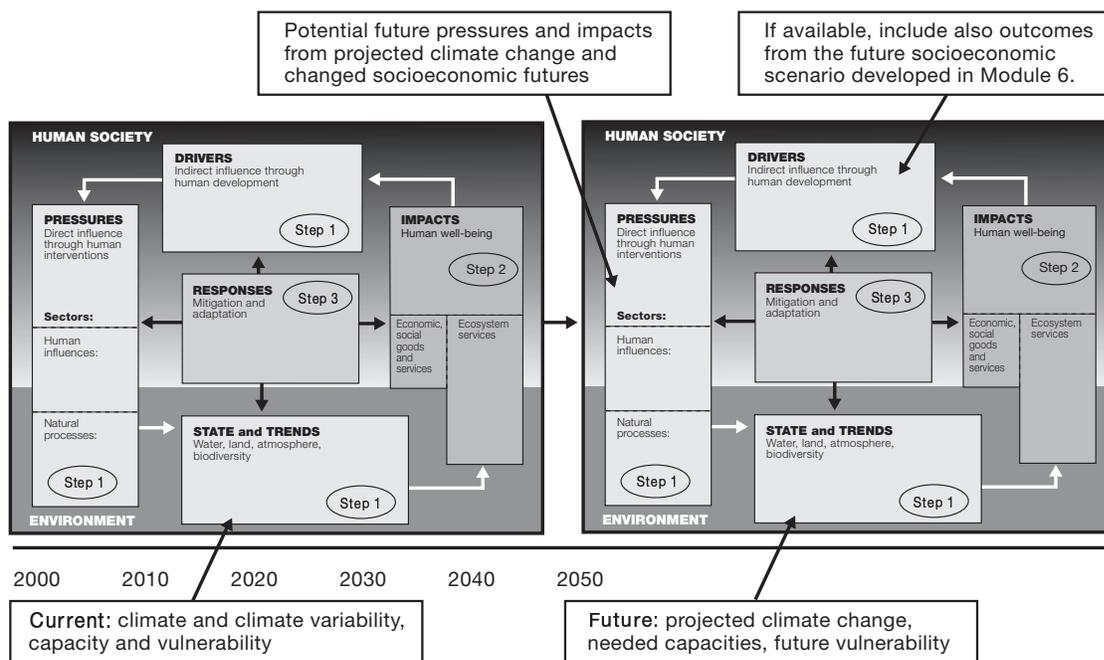 Potential future pressures and impacts
from projected climate change and
changed socioeconomic futures
If available, include also outcomes
from the future socioeconomic
scenario developed in Module 6.
HUMAN SOCIETY
DRIVERS
Indirect influence through
human development
Step 1
PRESSURES
Direct influence
through human
interventions
Sectors:
Human
influences:
Natural
processes:
Step 1
RESPONSES
Mitigation and
adaptation
Step 3
IMPACTS
Human well-being
Step 2
Economic,
social
goods
and
services
Ecosystem
services
STATE and TRENDS
Water, land, atmosphere,
biodiversity
Step 1
ENVIRONMENT
HUMAN SOCIETY
DRIVERS
Indirect influence through
human development
Step 1
PRESSURES
Direct influence
through human
interventions
Sectors:
Human
influences:
Natural
processes:
Step 1
RESPONSES
Mitigation and
adaptation
Step 3
IMPACTS
Human well-being
Step 2
Economic,
social
goods
and
services
Ecosystem
services
STATE and TRENDS
Water, land, atmosphere,
biodiversity
Step 1
ENVIRONMENT
2000 2010 2020 2030 2040 2050
Current: climate and climate variability,
capacity and vulnerability
Future: projected climate change,
needed capacities, future vulnerability